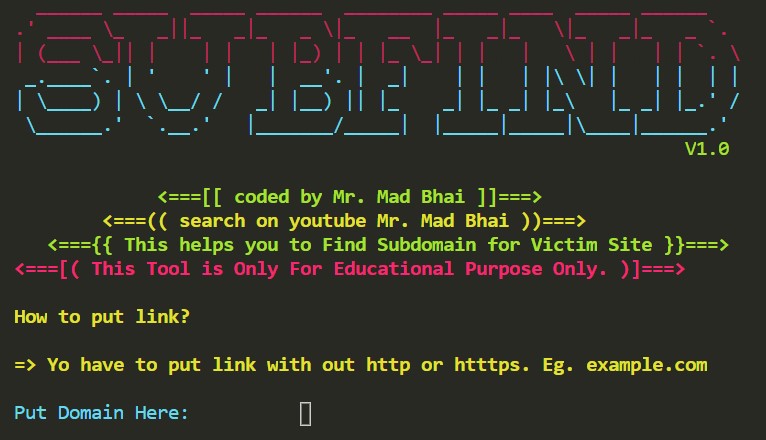 SUBFIND
V1.0
<===[[ coded by Mr. Mad Bhai ]]===>
<===(( search on youtube Mr. Mad Bhai ))===>
<==={{ This helps you to Find Subdomain for Victim Site }}===>
<===[( This Tool is Only For Educational Purpose Only. )]===>
How to put link?
=> Yo have to put link with out http or htttps. Eg. example.com
Put Domain Here: